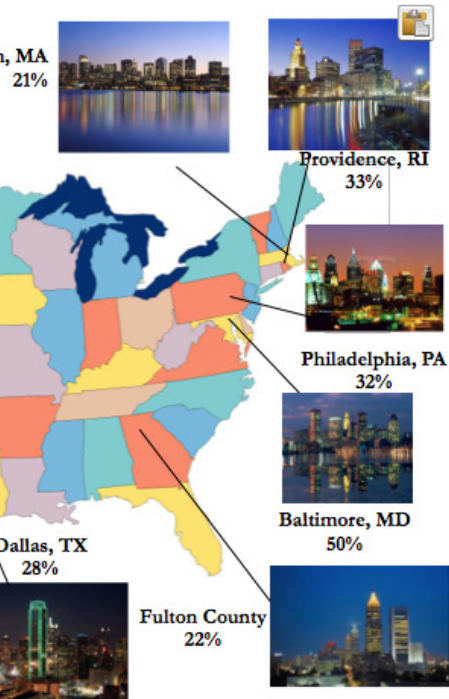 n, MA
21%
Providence, RI
33%
Philadelphia, PA
32%
Baltimore, MD
50%
Dallas, TX
28%
Fulton County
22%